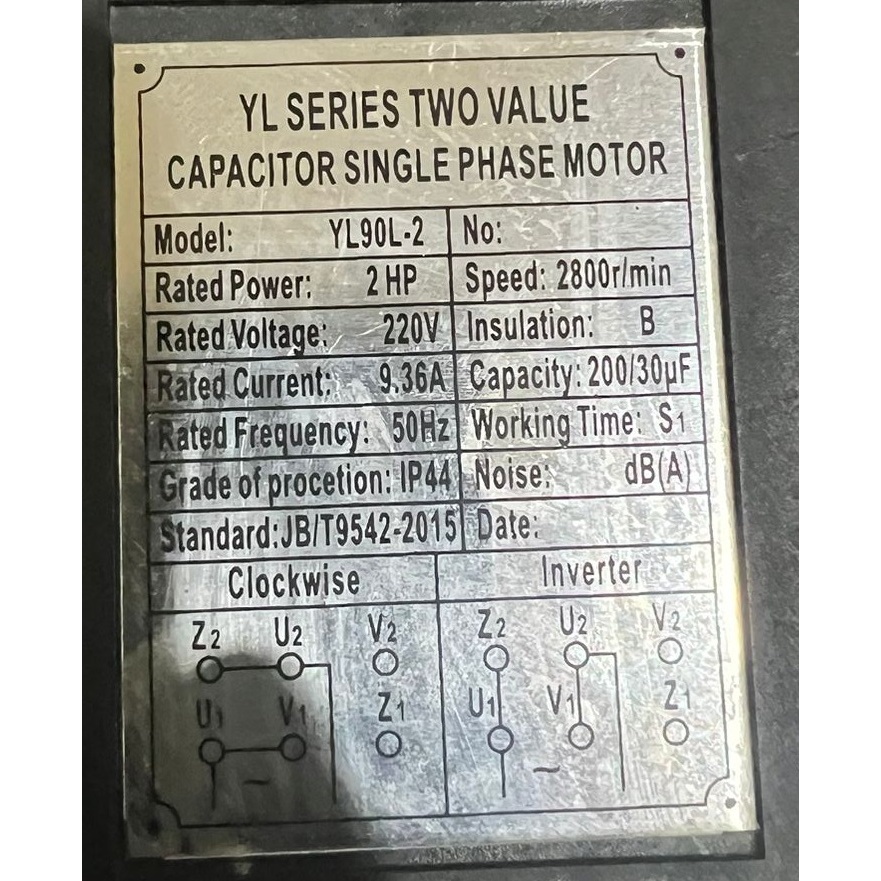 YL SERIES TWO VALUE
CAPACITOR SINGLE PHASE MOTOR
Model: YL90L-2 No:
Rated Power: 2 HP Speed: 2800r/min
Rated Voltage: 220V Insulation: B
Rated Current: 9.36A Capacity: 200/30μF
Rated Frequency: 50Hz Working Time: S1
Grade of procetion: IP44 Noise: dB(A)
Standard:JB/T9542-2015 Date:
Clockwise Inverter
Z2 U2 V2 Z2 U2 V2
U1 V1 Z1 U1 V1 Z1
~ ~